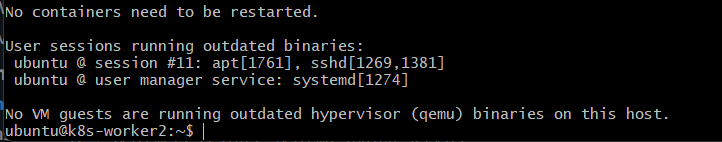 No containers need to be restarted.
User sessions running outdated binaries:
ubuntu @ session #11: apt[1761], sshd[1269,1381]
ubuntu @ user manager service: systemd[1274]
No VM guests are running outdated hypervisor (qemu) binaries on this host.
ubuntu@k8s-worker2:~$